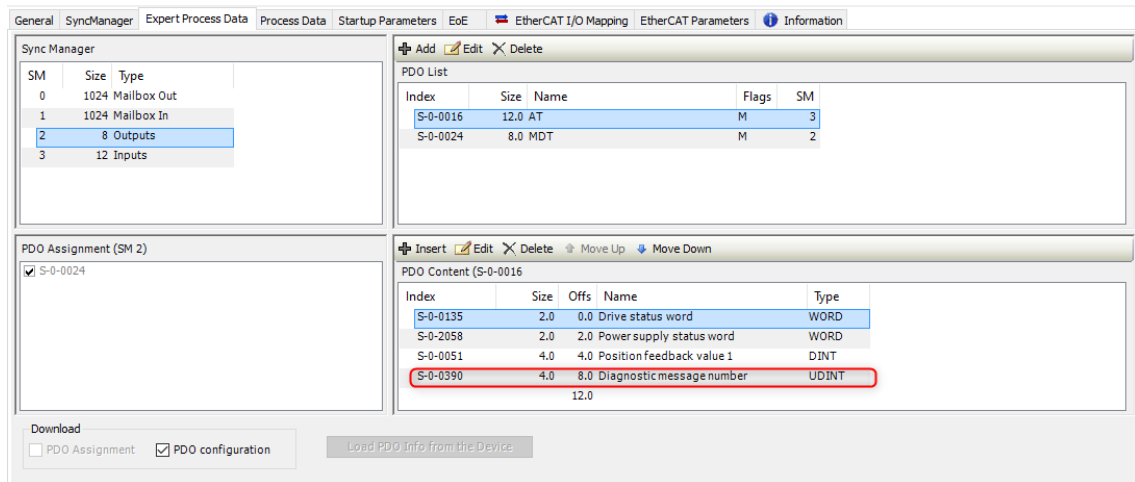 General SyncManager Expert Process Data Process Data Startup Parameters EoE EtherCAT I/O Mapping EtherCAT Parameters Information
Sync Manager
SM Size Type
0 1024 Mailbox Out
1 1024 Mailbox In
2 8 Outputs
3 12 Inputs
Add Edit Delete
PDO List
Index Size Name Flags SM
S-0-0016 12.0 AT M 3
S-0-0024 8.0 MDT M 2
PDO Assignment (SM 2)
S-0-0024
Insert Edit Delete Move Up Move Down
PDO Content (S-0-0016
Index Size Offs Name Type
S-0-0135 2.0 0.0 Drive status word WORD
S-0-2058 2.0 2.0 Power supply status word WORD
S-0-0051 4.0 4.0 Position feedback value 1 DINT
S-0-0390 4.0 8.0 Diagnostic message number UDINT
12.0
Download
PDO Assignment PDO configuration
Load PDO Info from the Device